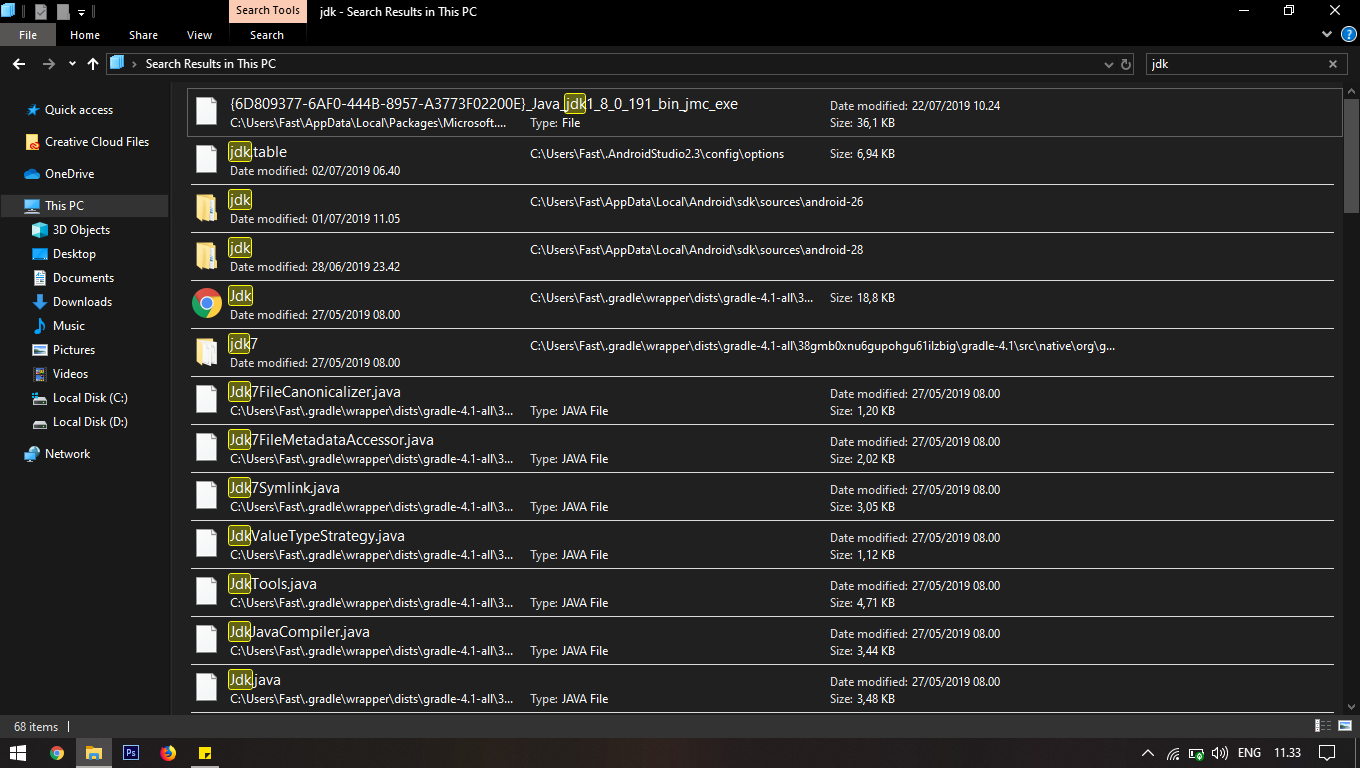 Search Tools
jdk - Search Results in This PC
File Home Share View Search
Search Results in This PC
jdk
Quick access
Creative Cloud Files
OneDrive
This PC
3D Objects
Desktop
Documents
Downloads
Music
Pictures
Videos
Local Disk (C:)
Local Disk (D:)
Network
{6D809377-6AF0-444B-8957-A3773F02200E}_Java_jdk1_8_0_191_bin_jmc_exe
Date modified: 22/07/2019 10.24
C:\Users\Fast\AppData\Local\Packages\Microsoft.... Type: File Size: 36,1 KB
jdk.table C:\Users\Fast\.AndroidStudio2.3\config\options Size: 6,94 KB
Date modified: 02/07/2019 06.40
jdk C:\Users\Fast\AppData\Local\Android\sdk\sources\android-26
Date modified: 01/07/2019 11.05
jdk C:\Users\Fast\AppData\Local\Android\sdk\sources\android-28
Date modified: 28/06/2019 23.42
Jdk C:\Users\Fast\.gradle\wrapper\dists\gradle-4.1-all\3... Size: 18,8 KB
Date modified: 27/05/2019 08.00
jdk7 C:\Users\Fast\.gradle\wrapper\dists\gradle-4.1-all\38gmb0xnu6gupohgu61ilzbig\gradle-4.1\src\native\org\g...
Date modified: 27/05/2019 08.00
Jdk7FileCanonicalizer.java Date modified: 27/05/2019 08.00
C:\Users\Fast\.gradle\wrapper\dists\gradle-4.1-all\3... Type: JAVA File Size: 1,20 KB
Jdk7FileMetadataAccessor.java Date modified: 27/05/2019 08.00
C:\Users\Fast\.gradle\wrapper\dists\gradle-4.1-all\3... Type: JAVA File Size: 2,02 KB
Jdk7Symlink.java Date modified: 27/05/2019 08.00
C:\Users\Fast\.gradle\wrapper\dists\gradle-4.1-all\3... Type: JAVA File Size: 3,05 KB
JdkValueTypeStrategy.java Date modified: 27/05/2019 08.00
C:\Users\Fast\.gradle\wrapper\dists\gradle-4.1-all\3... Type: JAVA File Size: 1,12 KB
JdkTools.java Date modified: 27/05/2019 08.00
C:\Users\Fast\.gradle\wrapper\dists\gradle-4.1-all\3... Type: JAVA File Size: 4,71 KB
JdkJavaCompiler.java Date modified: 27/05/2019 08.00
C:\Users\Fast\.gradle\wrapper\dists\gradle-4.1-all\3... Type: JAVA File Size: 3,44 KB
Jdk.java Date modified: 27/05/2019 08.00
C:\Users\Fast\.gradle\wrapper\dists\gradle-4.1-all\3... Type: JAVA File Size: 3,48 KB
68 items
Ps
ENG 11.33